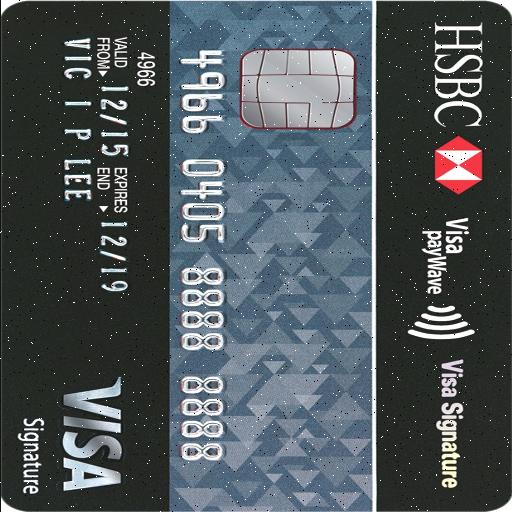 HSBC
Visa payWave Visa Signature
4966 0405 8888 8888
4966
VALID FROM 12/15 EXPIRES END 12/19
VIC I P LEE
VISA
Signature